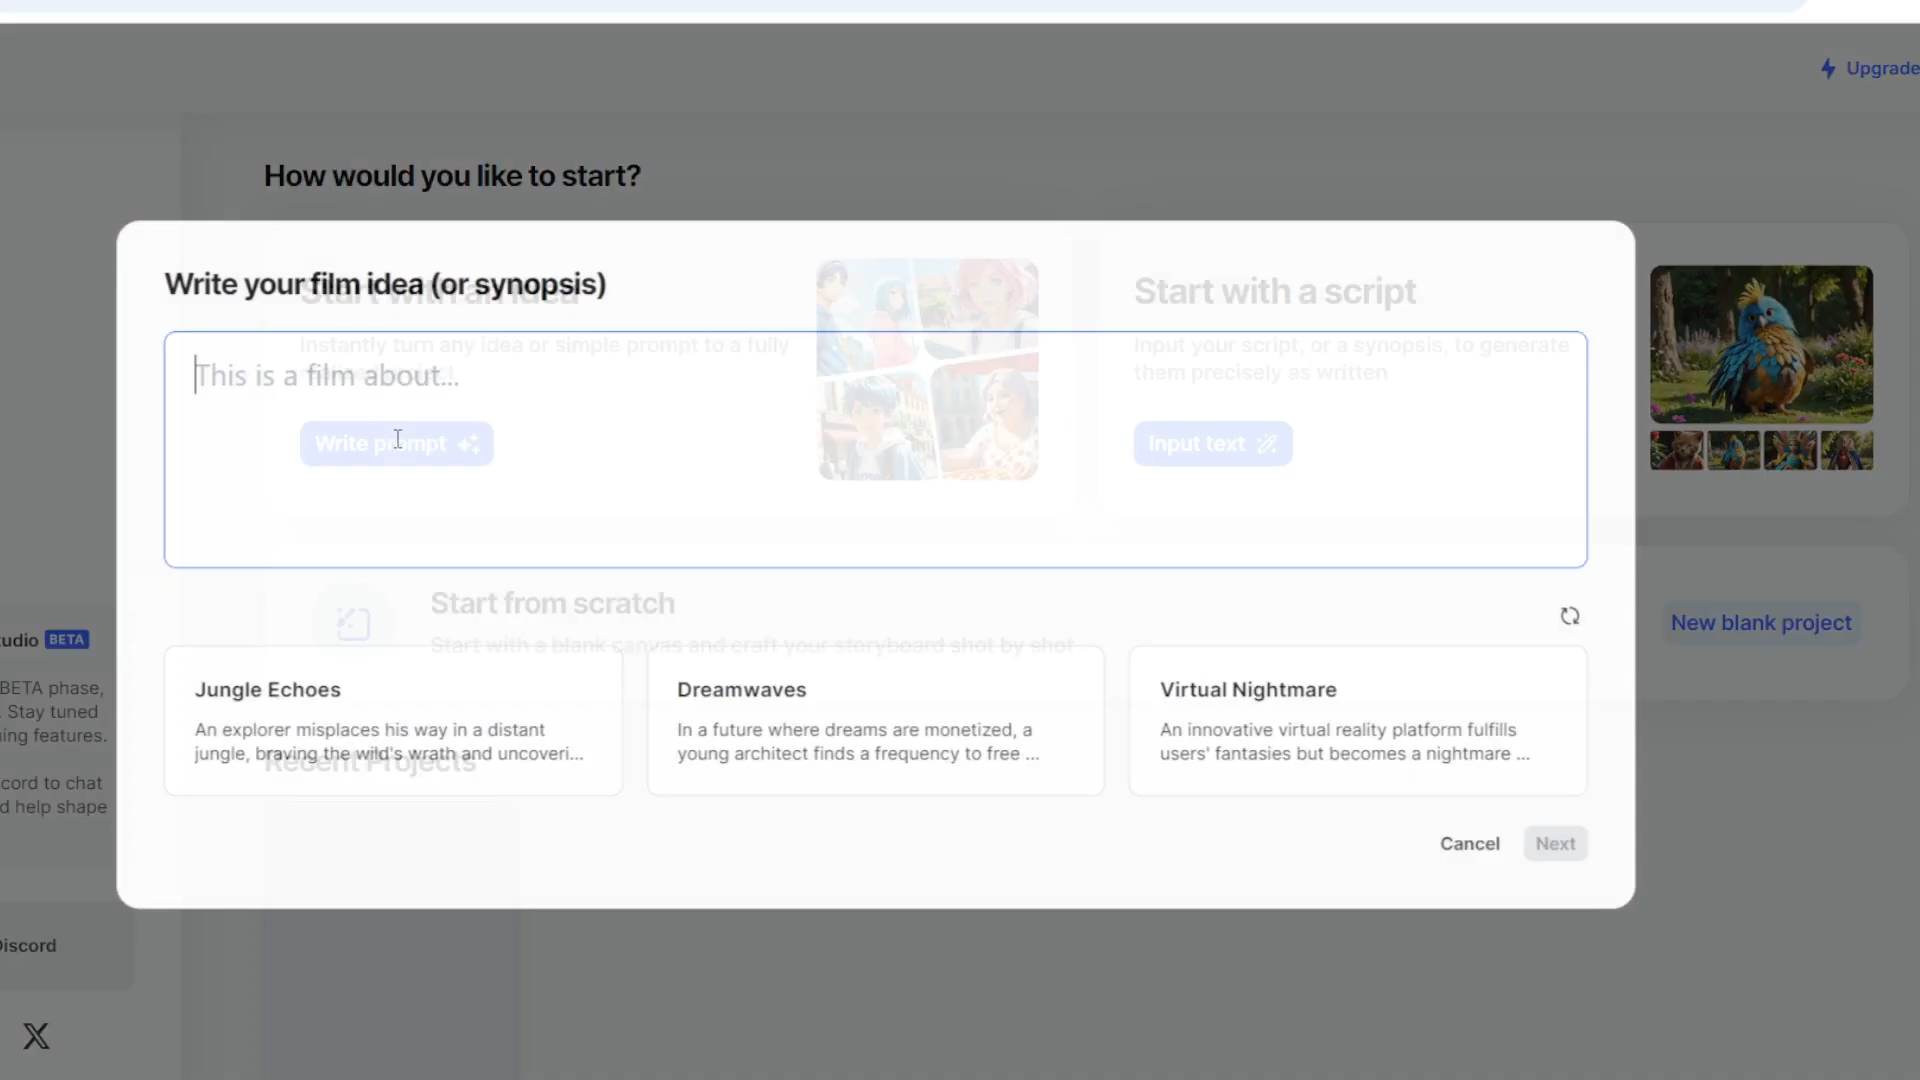 Upgrade
How would you like to start?
Write your film idea (or synopsis)
Start with an idea
Start with a script
Instantly turn any idea or simple prompt to a fully
Input your script, or a synopsis, to generate
them precisely as written
This is a film about...
Write prompt
Input text
Start from scratch
Start with a blank canvas and craft your storyboard shot by shot
New blank project
tudio BETA
BETA phase,
. Stay tuned
ing features.
cord to chat
d help shape
Jungle Echoes
An explorer misplaces his way in a distant
jungle, braving the wild's wrath and uncoveri...
Dreamwaves
In a future where dreams are monetized, a
young architect finds a frequency to free ...
Virtual Nightmare
An innovative virtual reality platform fulfills
users' fantasies but becomes a nightmare ...
Recent Projects
Cancel
Next
Discord